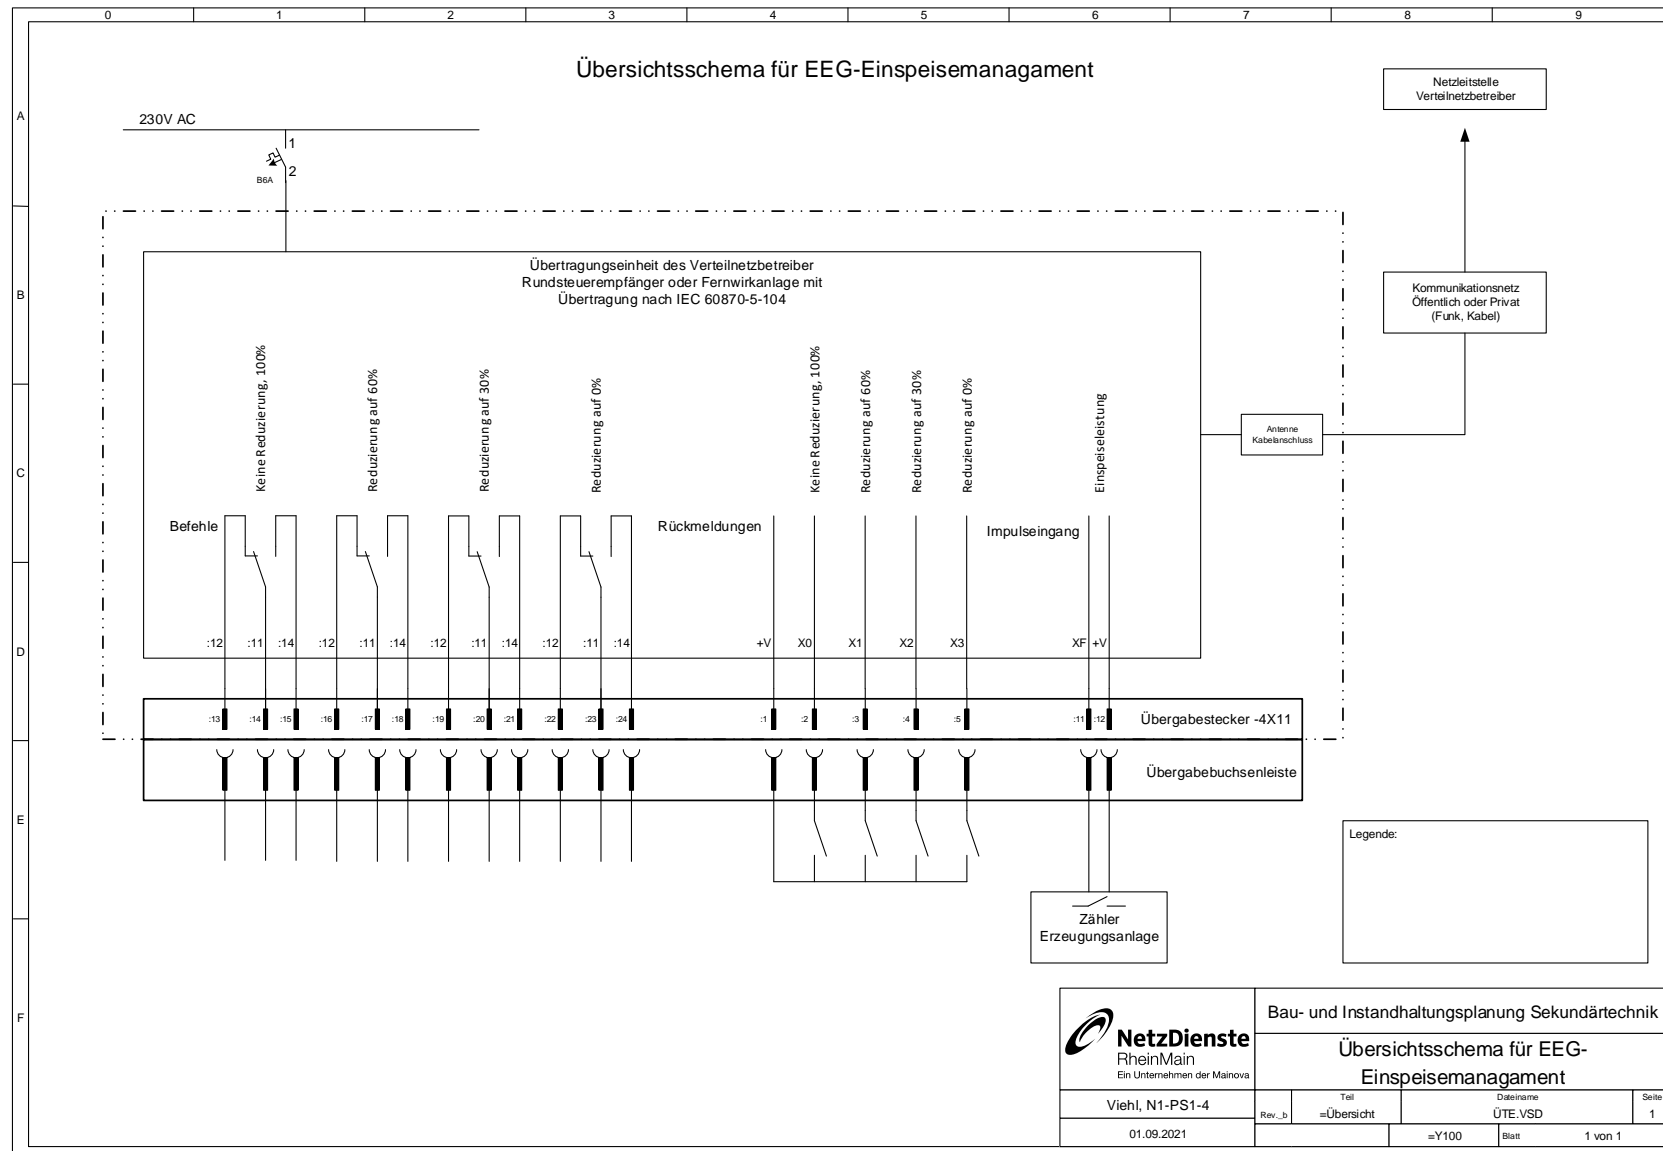 0 1 2 3 4 5 6 7 8 9
Übersichtsschema für EEG-Einspeisemanagament
Netzleitstelle
Verteilnetzbetreiber
A
230V AC
1
2
B6A
B
Übertragungseinheit des Verteilnetzbetreiber
Rundsteuerempfänger oder Fernwirkanlage mit
Übertragung nach IEC 60870-5-104
Kommunikationsnetz
Öffentlich oder Privat
(Funk, Kabel)
Keine Reduzierung, 100%
Reduzierung auf 60%
Reduzierung auf 30%
Reduzierung auf 0%
Keine Reduzierung, 100%
Reduzierung auf 60%
Reduzierung auf 30%
Reduzierung auf 0%
Einspeiseleistung
Antenne
Kabelanschluss
C
Befehle
Rückmeldungen
Impulseingang
D
:12 :11 :14 :12 :11 :14 :12 :11 :14 :12 :11 :14 +V X0 X1 X2 X3 XF +V
:13 :14 :15 :16 :17 :18 :19 :20 :21 :22 :23 :24 :1 :2 :3 :4 :5 :11 :12 Übergabestecker -4X11
Übergabebuchsenleiste
E
Legende:
Zähler
Erzeugungsanlage
F
NetzDienste
RheinMain
Ein Unternehmen der Mainova
Bau- und Instandhaltungsplanung Sekundärtechnik
Übersichtsschema für EEG-
Einspeisemanagament
Viehl, N1-PS1-4
01.09.2021
Rev._b
Teil
=Übersicht
Dateiname
ÜTE.VSD
Seite
1
=Y100
Blatt 1 von 1